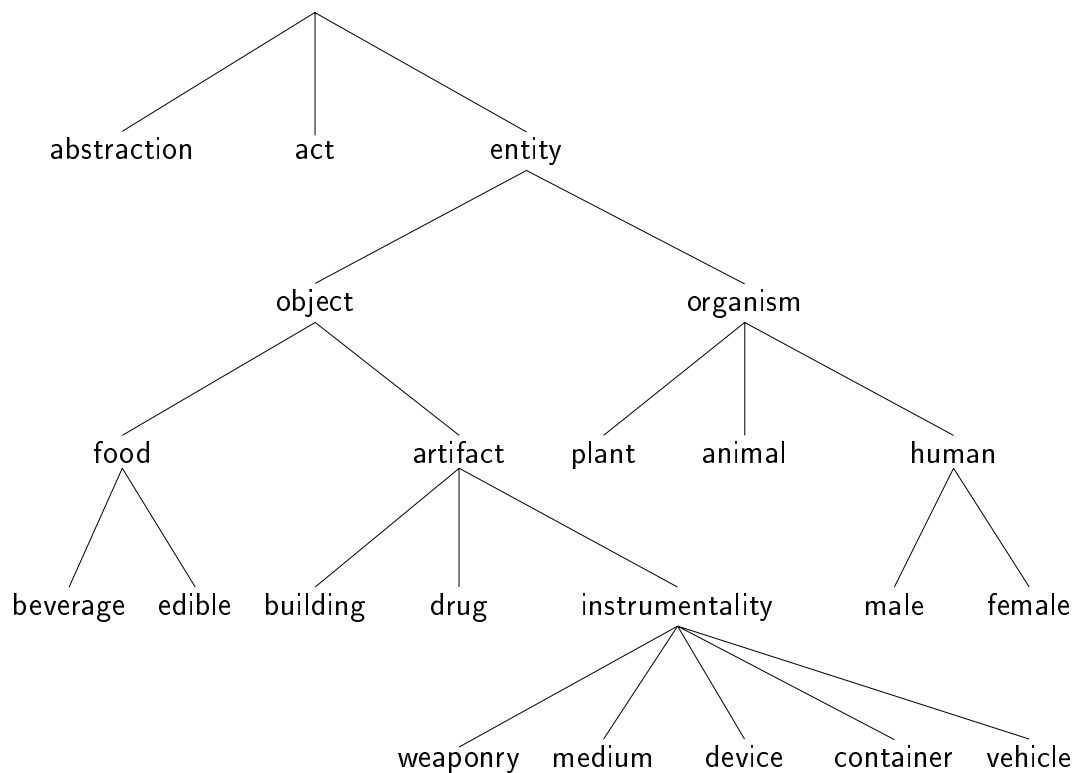 abstraction act entity
object organism
food artifact plant animal human
beverage edible building drug instrumentality male female
weaponry medium device container vehicle